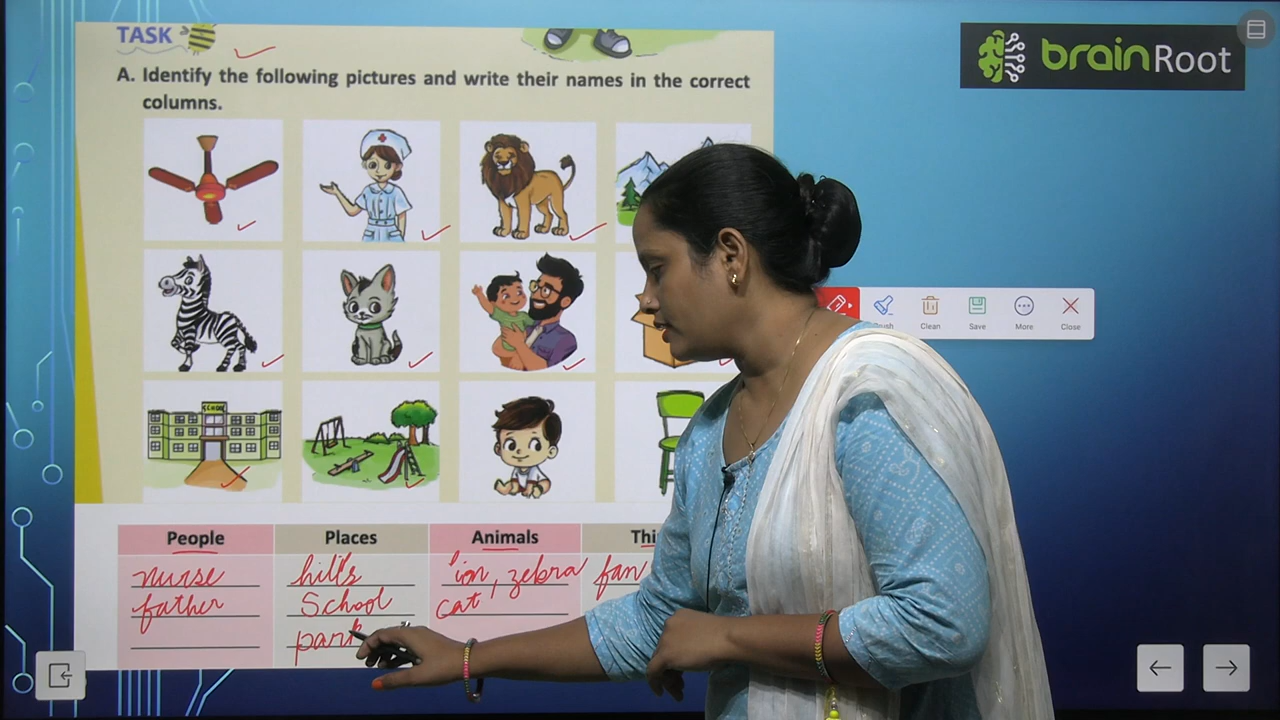 TASK
brainRoot
A. Identify the following pictures and write their names in the correct
columns.
Clean Save More Close
SCHOOL
People Places Animals
nurse hills lion, zebra fan
father School cat
park